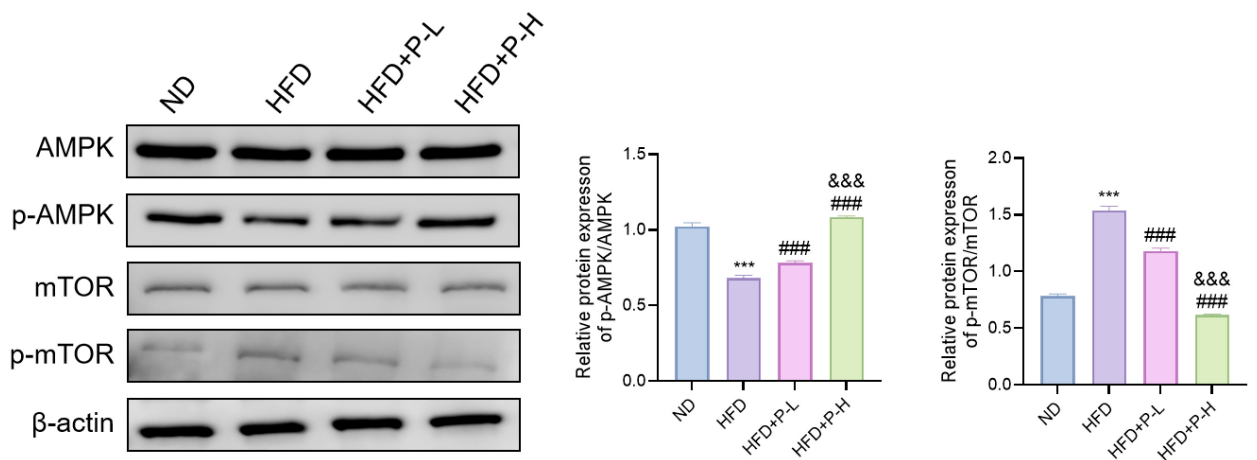 ND
HFD
HFD+P-L
HFD+P-H
AMPK
p-AMPK
mTOR
p-mTOR
β-actin
Relative protein expresson
of p-AMPK/AMPK
1.5
1.0
0.5
0.0
***
###
&&&
###
ND
HFD
HFD+P-L
HFD+P-H
Relative protein expresson
of p-mTOR/mTOR
2.0
1.5
1.0
0.5
0.0
***
###
&&&
###
ND
HFD
HFD+P-L
HFD+P-H